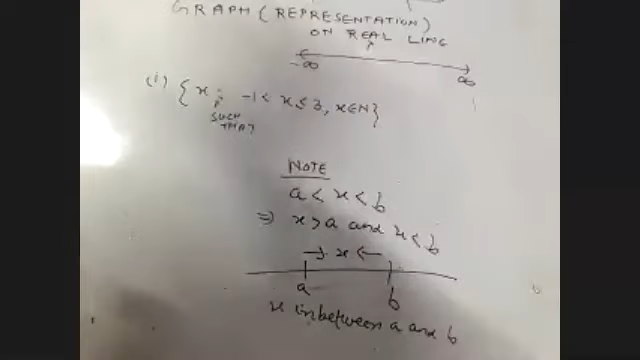 GRAPH (REPRESENTATION)
ON REAL LINE
-∞ ∞
(i) {x : -1 < x ≤ 3, x∈N}
SUCH
THAT
NOTE
a < x < b
⇒ x > a and x < b
→ x ←
a b
x inbetween a and b